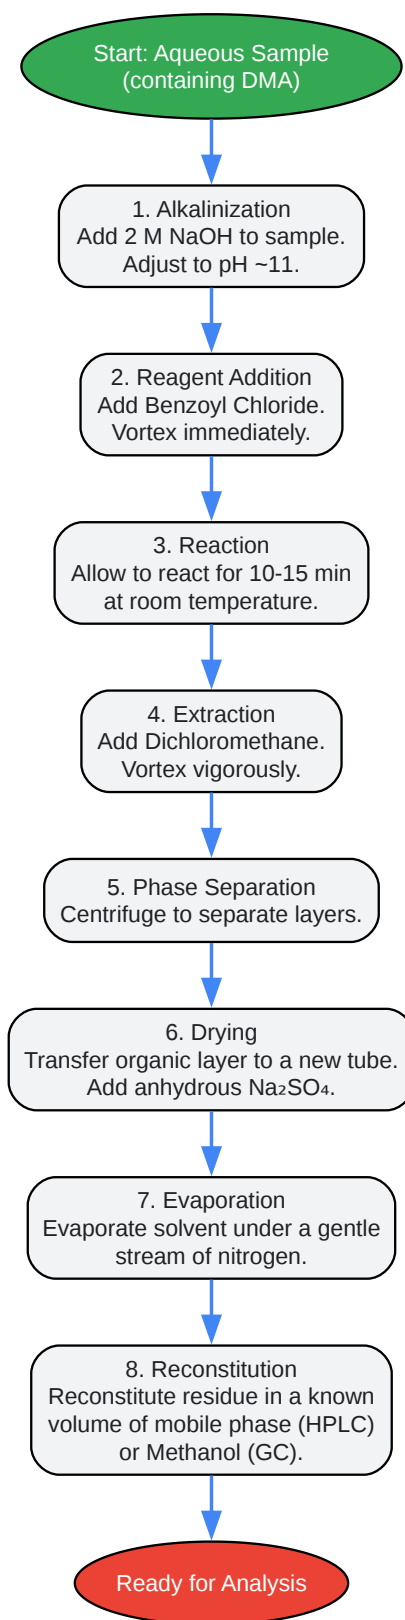 Start: Aqueous Sample
(containing DMA)
1. Alkalinization
Add 2 M NaOH to sample.
Adjust to pH ~11.
2. Reagent Addition
Add Benzoyl Chloride.
Vortex immediately.
3. Reaction
Allow to react for 10-15 min
at room temperature.
4. Extraction
Add Dichloromethane.
Vortex vigorously.
5. Phase Separation
Centrifuge to separate layers.
6. Drying
Transfer organic layer to a new tube.
Add anhydrous Na₂SO₄.
7. Evaporation
Evaporate solvent under a gentle
stream of nitrogen.
8. Reconstitution
Reconstitute residue in a known
volume of mobile phase (HPLC)
or Methanol (GC).
Ready for Analysis